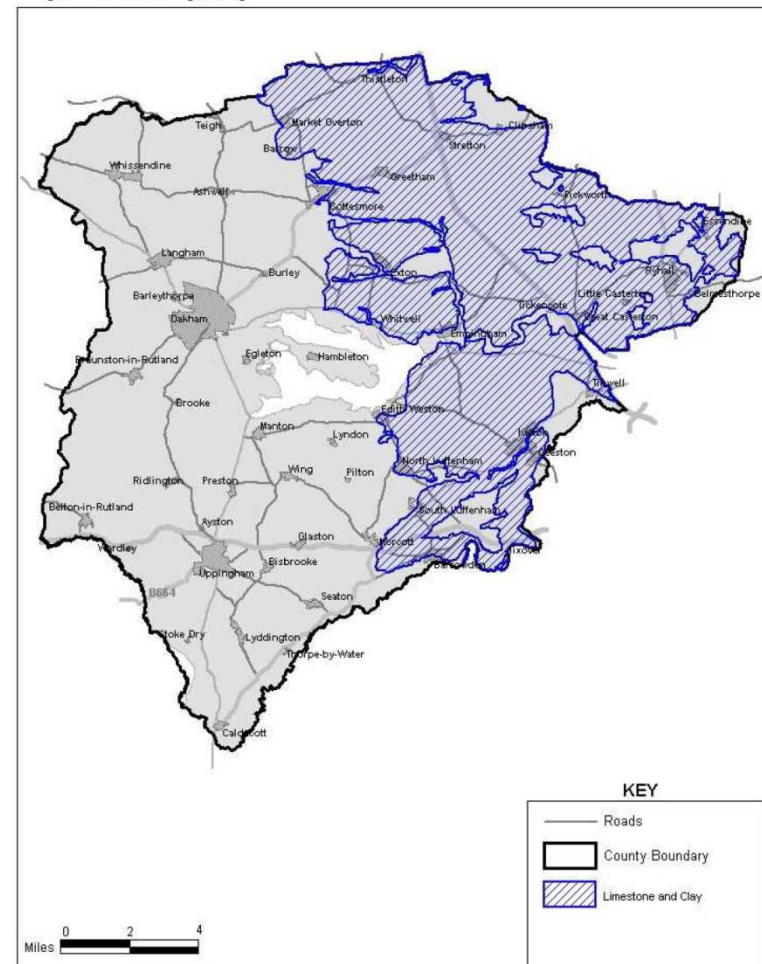 Thistleton
Teigh
Market Overton
Clipsham
Stretton
Barrow
Whissendine
Greetham
Ashwell
Pickworth
Cottesmore
Essendine
Langham
Burley
Exton
Ryhall
Barleythorpe
Little Casterton
Belmesthorpe
Oakham
Whitwell
Tickencote
Great Casterton
Empingham
Egleton
Hambleton
Braunston-in-Rutland
Tinwell
Brooke
Edith Weston
Manton
Lyndon
Ketton
Geeston
North Luffenham
Wing
Pilton
Ridlington
Preston
Belton-in-Rutland
South Luffenham
Ayston
Glaston
Morcott
Wardley
Tixover
Barrowden
Bisbrooke
Uppingham
B664
Seaton
Stoke Dry
Lyddington
Thorpe-by-Water
Caldecott
KEY
Roads
County Boundary
Limestone and Clay
0 2 4
Miles